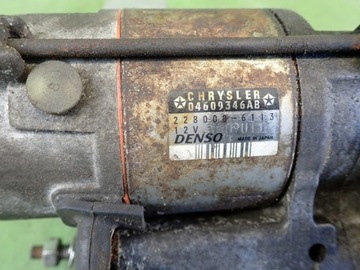 CHRYSLER
04609346AB
228000-6113
12V
DENSO MADE IN JAPAN